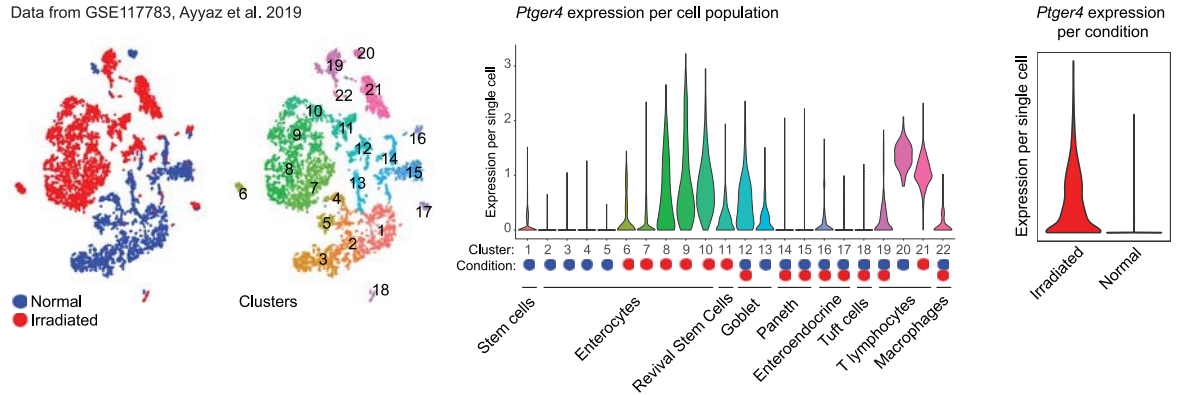 Data from GSE117783, Ayyaz et al. 2019
Normal
Irradiated
20
19
21
22
10
11
9
16
12
14
8
15
13
7
6
4
17
5
1
2
3
18
Clusters
Ptger4 expression per cell population
Expression per single cell
3
2
1
0
Cluster: 1 2 3 4 5 6 7 8 9 10 11 12 13 14 15 16 17 18 19 20 21 22
Condition:
Stem cells
Enterocytes
Revival Stem Cells
Goblet
Paneth
Enteroendocrine
Tuft cells
T lymphocytes
Macrophages
Ptger4 expression
per condition
Expression per single cell
Irradiated
Normal